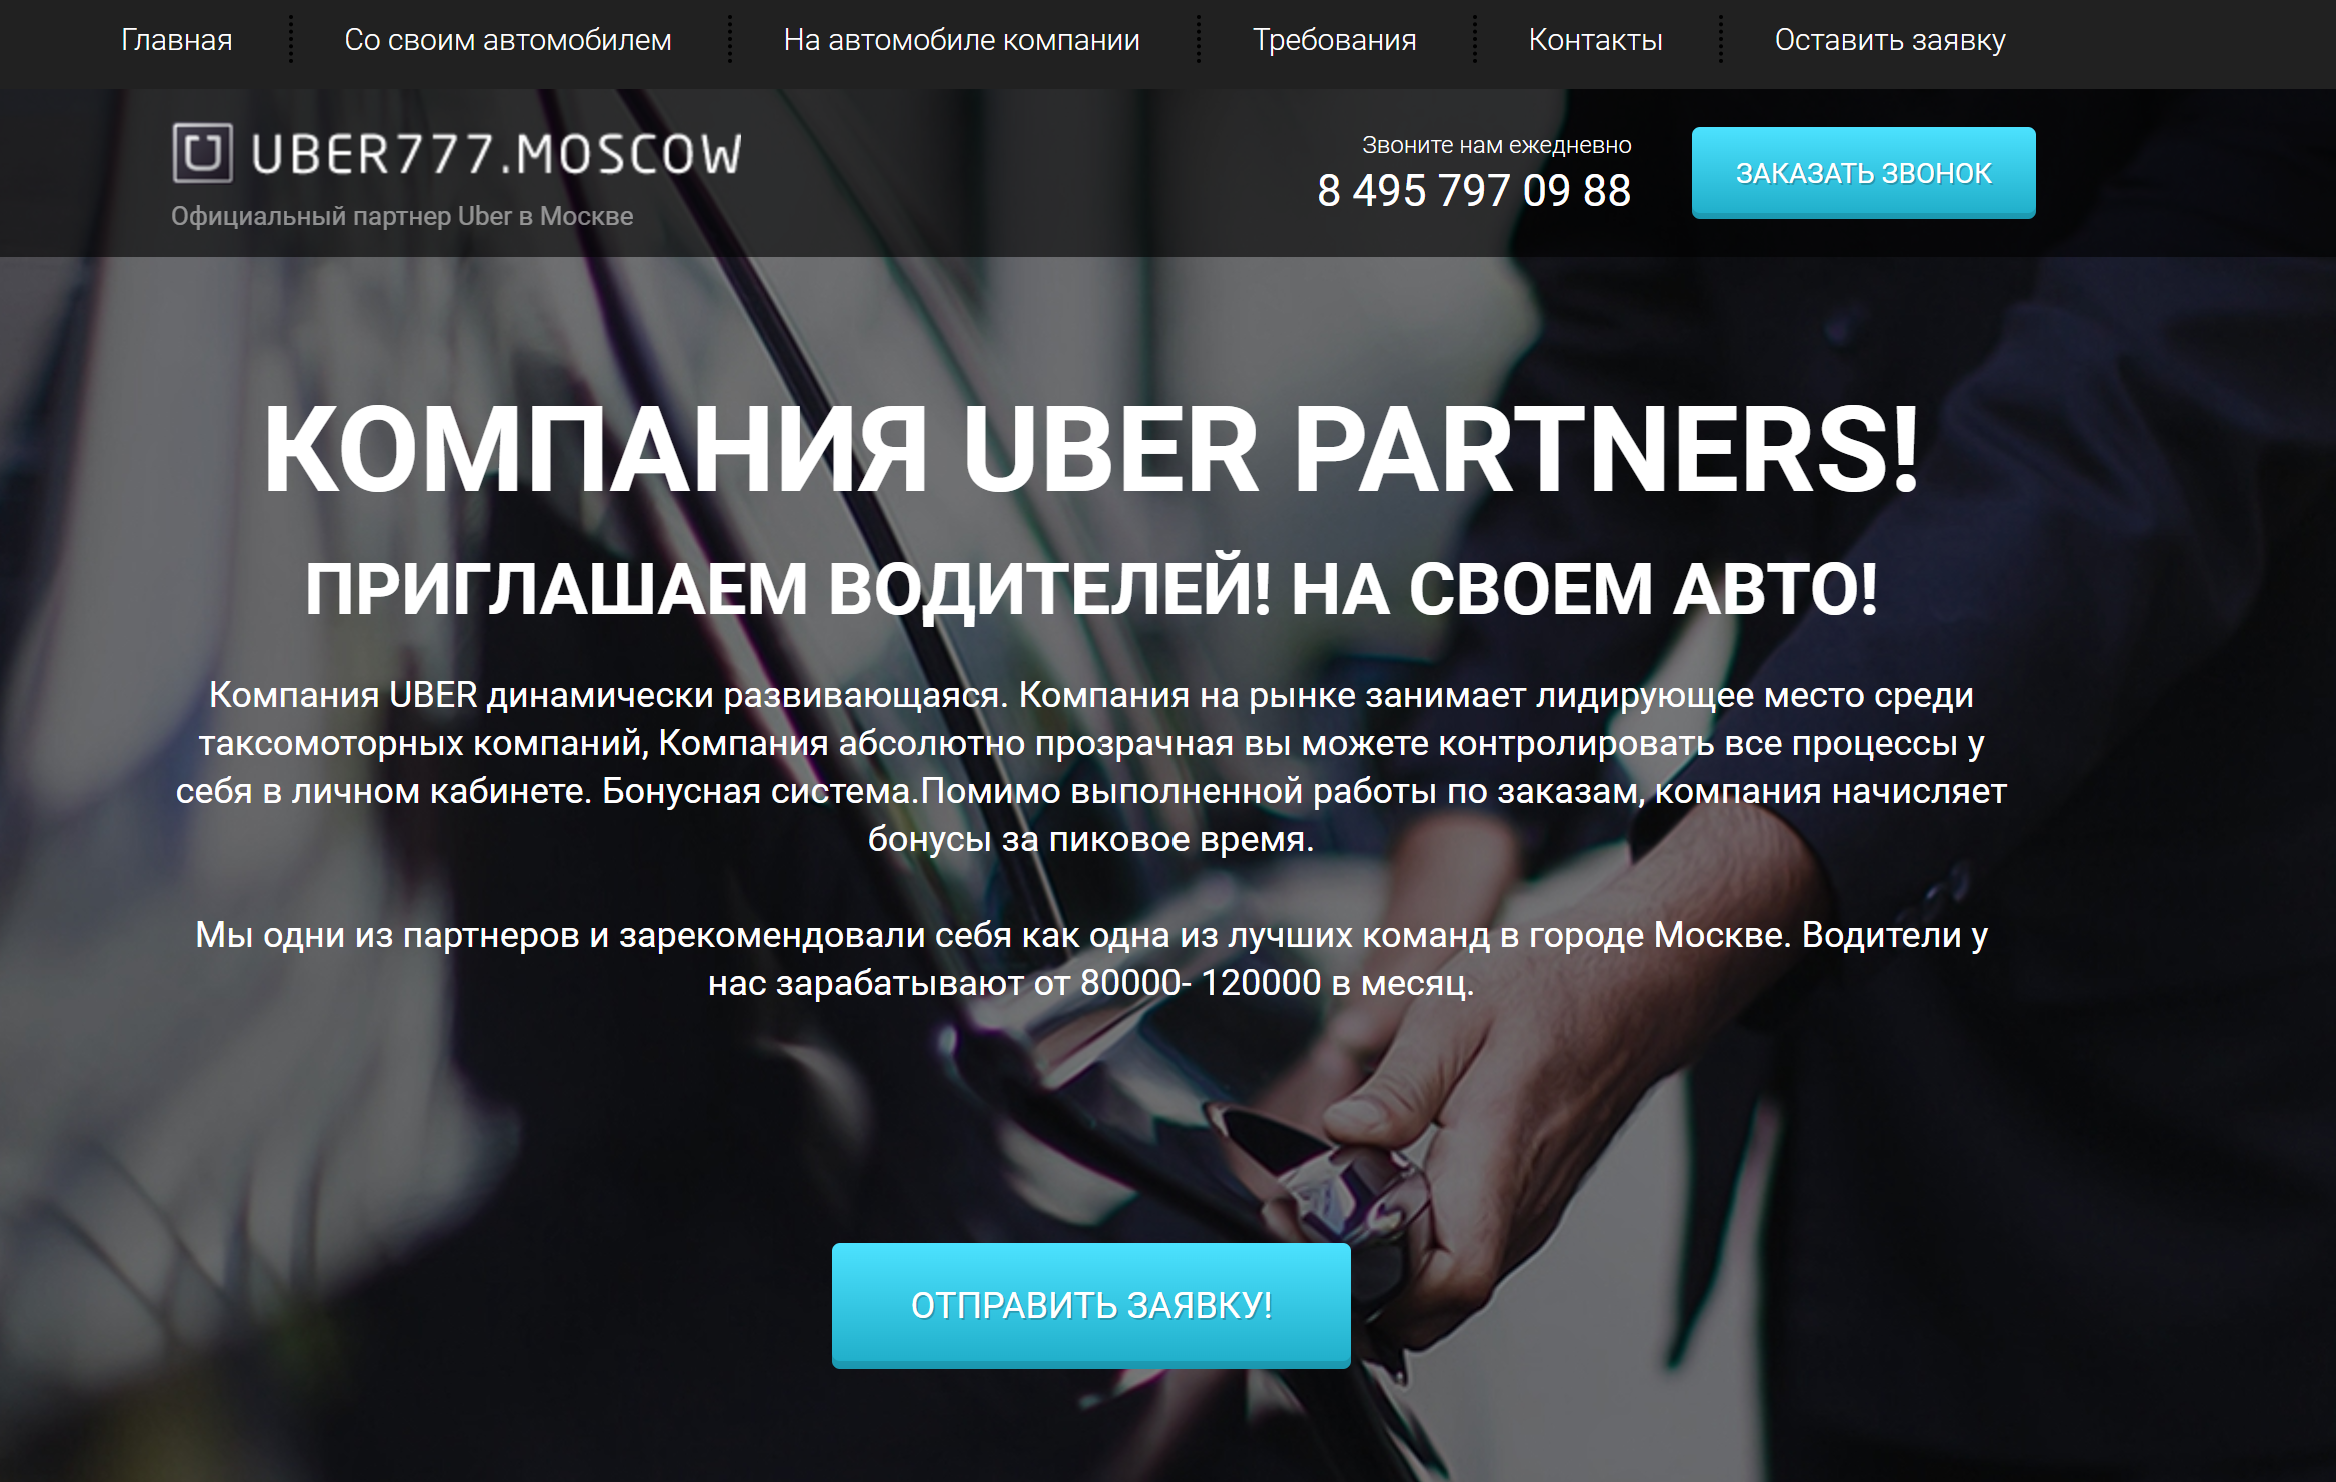 Главная
Со своим автомобилем
На автомобиле компании
Требования
Контакты
Оставить заявку
UBER777.MOSCOW
Официальный партнер Uber в Москве
Звоните нам ежедневно
8 495 797 09 88
ЗАКАЗАТЬ ЗВОНОК
КОМПАНИЯ UBER PARTNERS!
ПРИГЛАШАЕМ ВОДИТЕЛЕЙ! НА СВОЕМ АВТО!
Компания UBER динамически развивающаяся. Компания на рынке занимает лидирующее место среди
таксомоторных компаний, Компания абсолютно прозрачная вы можете контролировать все процессы у
себя в личном кабинете. Бонусная система.Помимо выполненной работы по заказам, компания начисляет
бонусы за пиковое время.
Мы одни из партнеров и зарекомендовали себя как одна из лучших команд в городе Москве. Водители у
нас зарабатывают от 80000- 120000 в месяц.
ОТПРАВИТЬ ЗАЯВКУ!